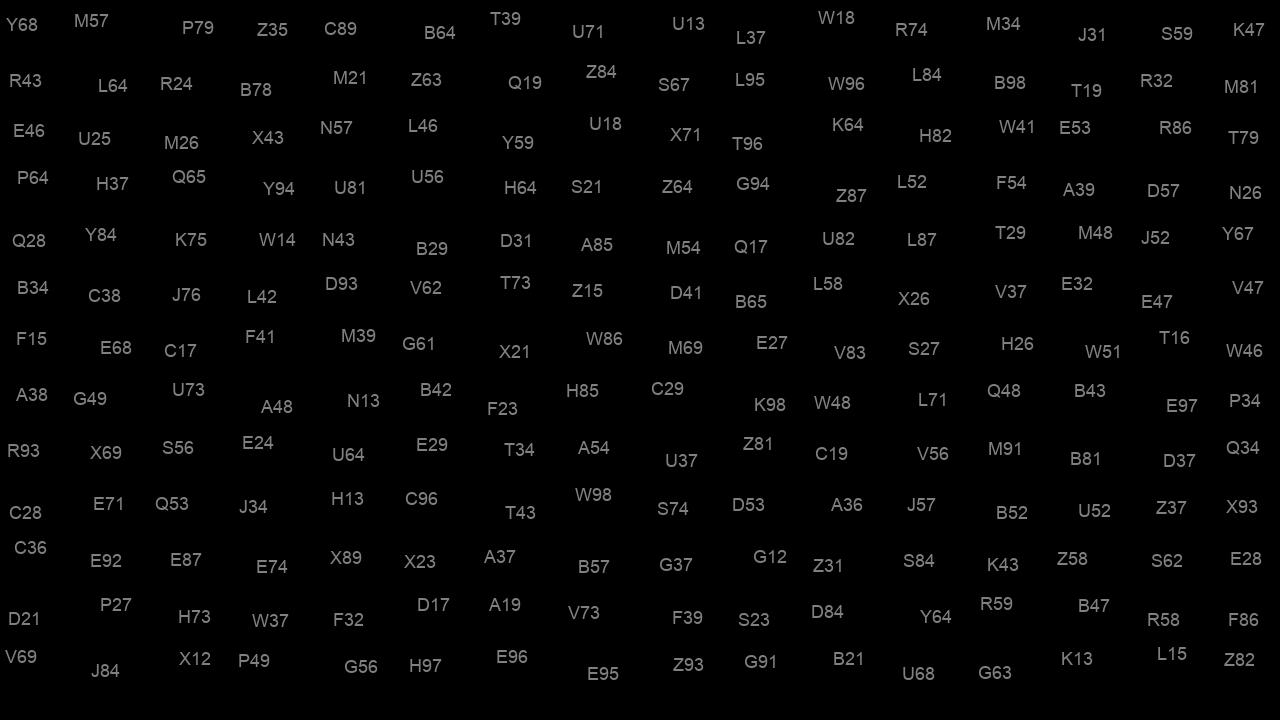 Y68 M57 P79 Z35 C89 B64 T39 U71 U13 L37 W18 R74 M34 J31 S59 K47
R43 L64 R24 B78 M21 Z63 Q19 Z84 S67 L95 W96 L84 B98 T19 R32 M81
E46 U25 M26 X43 N57 L46 Y59 U18 X71 T96 K64 H82 W41 E53 R86 T79
P64 H37 Q65 Y94 U81 U56 H64 S21 Z64 G94 Z87 L52 F54 A39 D57 N26
Q28 Y84 K75 W14 N43 B29 D31 A85 M54 Q17 U82 L87 T29 M48 J52 Y67
B34 C38 J76 L42 D93 V62 T73 Z15 D41 B65 L58 X26 V37 E32 E47 V47
F15 E68 C17 F41 M39 G61 X21 W86 M69 E27 V83 S27 H26 W51 T16 W46
A38 G49 U73 A48 N13 B42 F23 H85 C29 K98 W48 L71 Q48 B43 E97 P34
R93 X69 S56 E24 U64 E29 T34 A54 U37 Z81 C19 V56 M91 B81 D37 Q34
C28 E71 Q53 J34 H13 C96 T43 W98 S74 D53 A36 J57 B52 U52 Z37 X93
C36 E92 E87 E74 X89 X23 A37 B57 G37 G12 Z31 S84 K43 Z58 S62 E28
D21 P27 H73 W37 F32 D17 A19 V73 F39 S23 D84 Y64 R59 B47 R58 F86
V69 J84 X12 P49 G56 H97 E96 E95 Z93 G91 B21 U68 G63 K13 L15 Z82